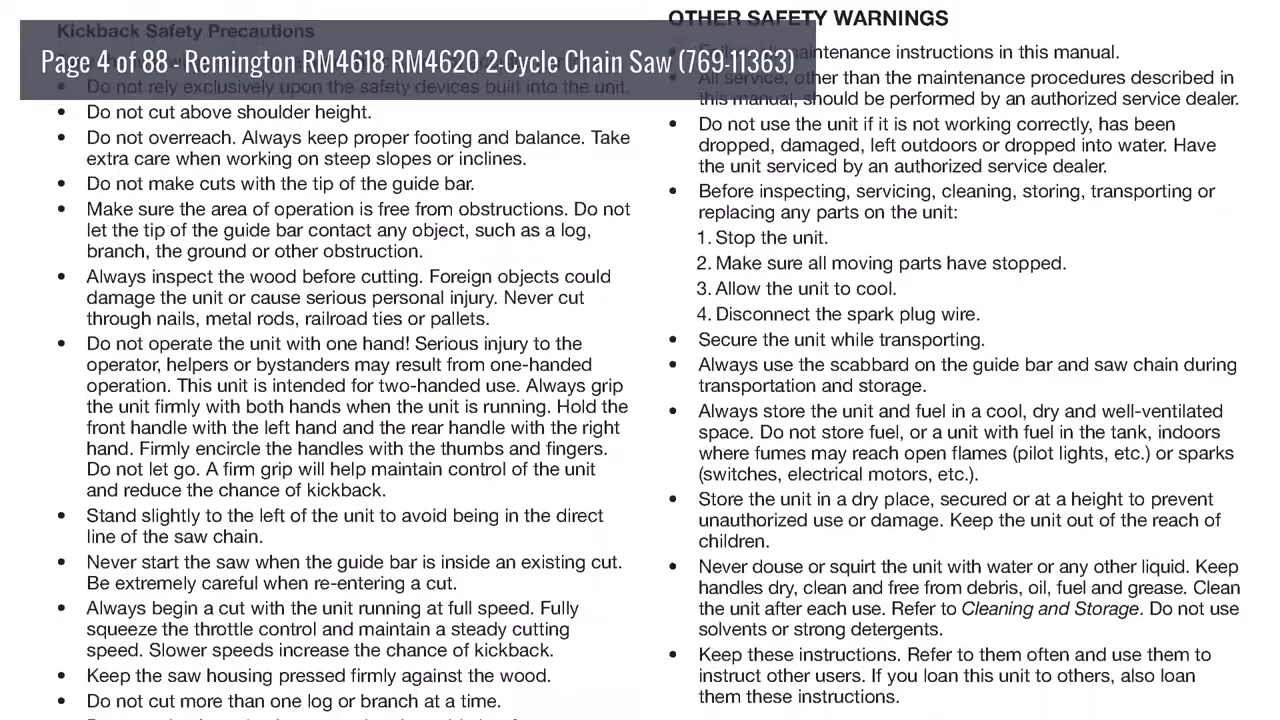 Kickback Safety Precautions
Page 4 of 88 - Remington RM4618 RM4620 2-Cycle Chain Saw (769-11363)
• Do not rely exclusively upon the safety devices built into the unit.
• Do not cut above shoulder height.
• Do not overreach. Always keep proper footing and balance. Take
extra care when working on steep slopes or inclines.
• Do not make cuts with the tip of the guide bar.
• Make sure the area of operation is free from obstructions. Do not
let the tip of the guide bar contact any object, such as a log,
branch, the ground or other obstruction.
• Always inspect the wood before cutting. Foreign objects could
damage the unit or cause serious personal injury. Never cut
through nails, metal rods, railroad ties or pallets.
• Do not operate the unit with one hand! Serious injury to the
operator, helpers or bystanders may result from one-handed
operation. This unit is intended for two-handed use. Always grip
the unit firmly with both hands when the unit is running. Hold the
front handle with the left hand and the rear handle with the right
hand. Firmly encircle the handles with the thumbs and fingers.
Do not let go. A firm grip will help maintain control of the unit
and reduce the chance of kickback.
• Stand slightly to the left of the unit to avoid being in the direct
line of the saw chain.
• Never start the saw when the guide bar is inside an existing cut.
Be extremely careful when re-entering a cut.
• Always begin a cut with the unit running at full speed. Fully
squeeze the throttle control and maintain a steady cutting
speed. Slower speeds increase the chance of kickback.
• Keep the saw housing pressed firmly against the wood.
• Do not cut more than one log or branch at a time.
OTHER SAFETY WARNINGS
maintenance instructions in this manual.
• All service, other than the maintenance procedures described in
this manual, should be performed by an authorized service dealer.
• Do not use the unit if it is not working correctly, has been
dropped, damaged, left outdoors or dropped into water. Have
the unit serviced by an authorized service dealer.
• Before inspecting, servicing, cleaning, storing, transporting or
replacing any parts on the unit:
1. Stop the unit.
2. Make sure all moving parts have stopped.
3. Allow the unit to cool.
4. Disconnect the spark plug wire.
• Secure the unit while transporting.
• Always use the scabbard on the guide bar and saw chain during
transportation and storage.
• Always store the unit and fuel in a cool, dry and well-ventilated
space. Do not store fuel, or a unit with fuel in the tank, indoors
where fumes may reach open flames (pilot lights, etc.) or sparks
(switches, electrical motors, etc.).
• Store the unit in a dry place, secured or at a height to prevent
unauthorized use or damage. Keep the unit out of the reach of
children.
• Never douse or squirt the unit with water or any other liquid. Keep
handles dry, clean and free from debris, oil, fuel and grease. Clean
the unit after each use. Refer to Cleaning and Storage. Do not use
solvents or strong detergents.
• Keep these instructions. Refer to them often and use them to
instruct other users. If you loan this unit to others, also loan
them these instructions.